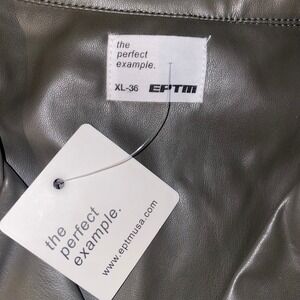 the
perfect
example.
XL-36 EPTM
the
perfect
example.
www.eptmusa.com